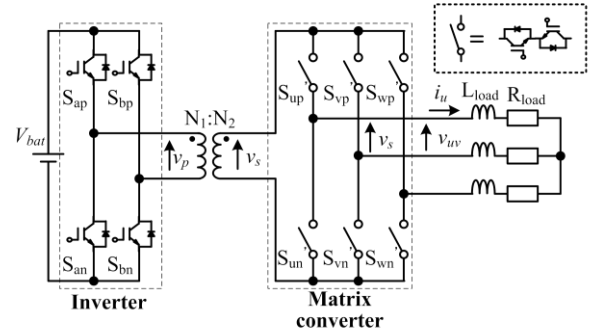 =
S_ap
S_bp
N_1:N_2
S_up'
S_vp'
S_wp'
i_u
L_load
R_load
V_bat
v_p
v_s
v_s
v_uv
S_an
S_bn
S_un'
S_vn'
S_wn'
Inverter
Matrix
converter